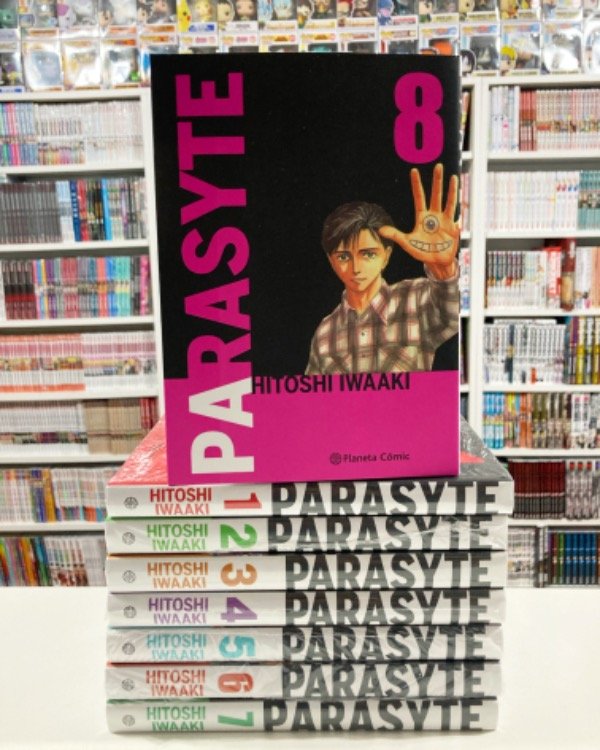 PARASYTE
8
HITOSHI IWAAKI
Planeta Cómic
HITOSHI IWAAKI 1 PARASYTE
HITOSHI IWAAKI 2 PARASYTE
HITOSHI IWAAKI 3 PARASYTE
HITOSHI IWAAKI 4 PARASYTE
HITOSHI IWAAKI 5 PARASYTE
HITOSHI IWAAKI 6 PARASYTE
HITOSHI IWAAKI 7 PARASYTE